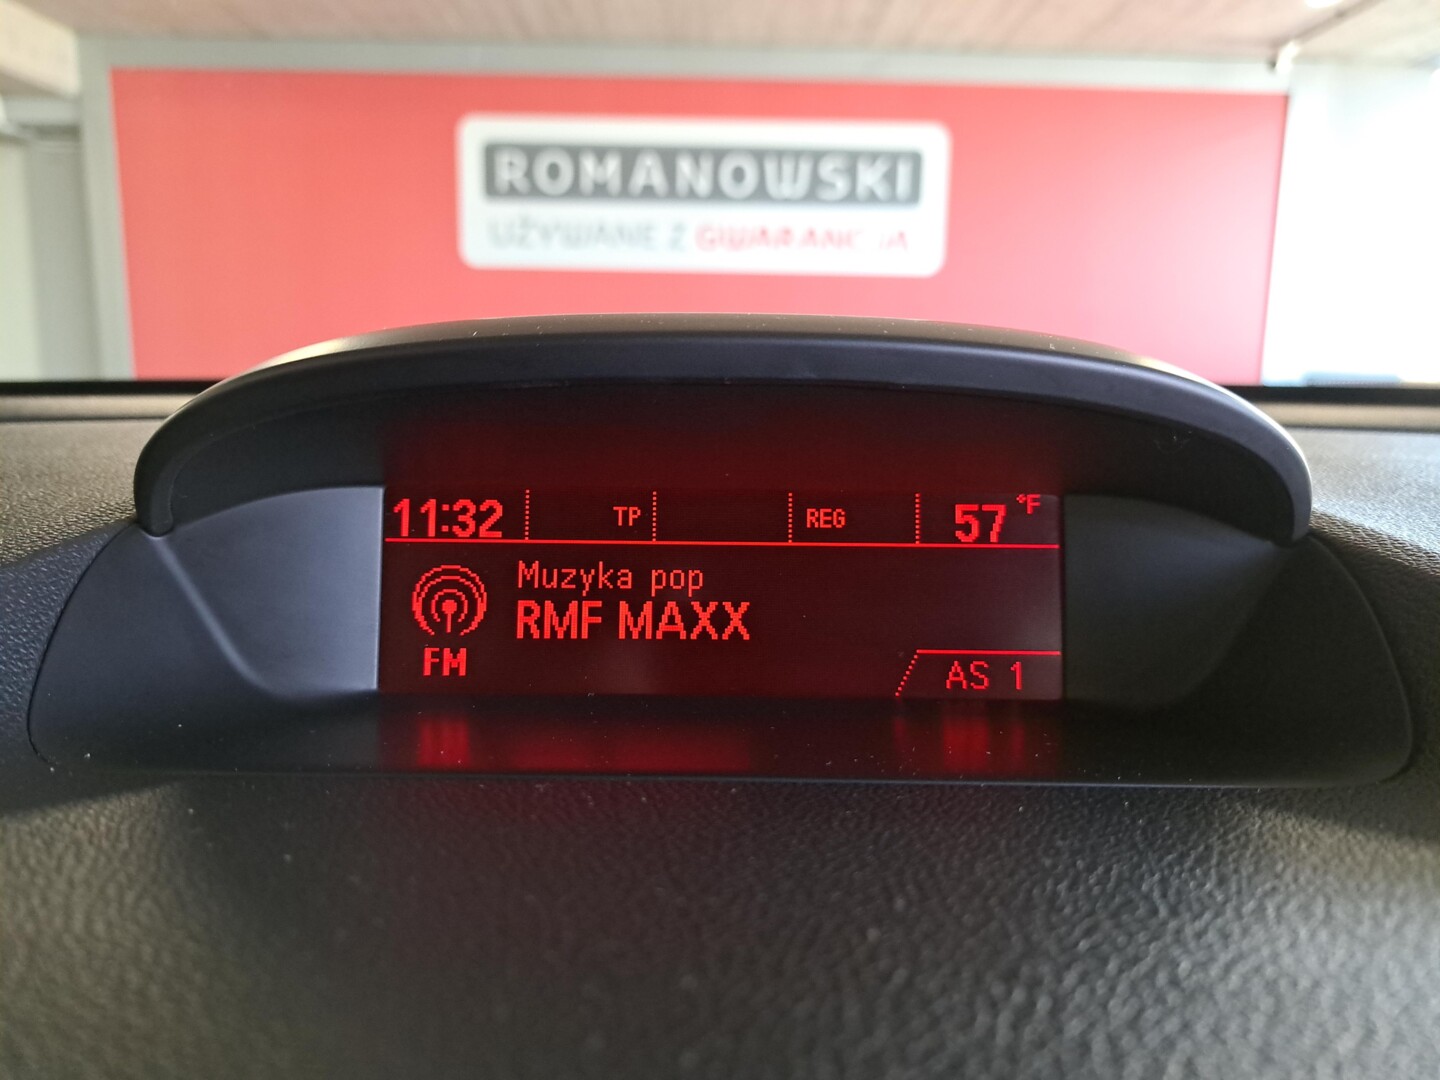 ROMANOWSKI
UŻYWANE Z GWARANCJĄ
11:32 TP REG 57 °F
Muzyka pop
RMF MAXX
FM
AS 1